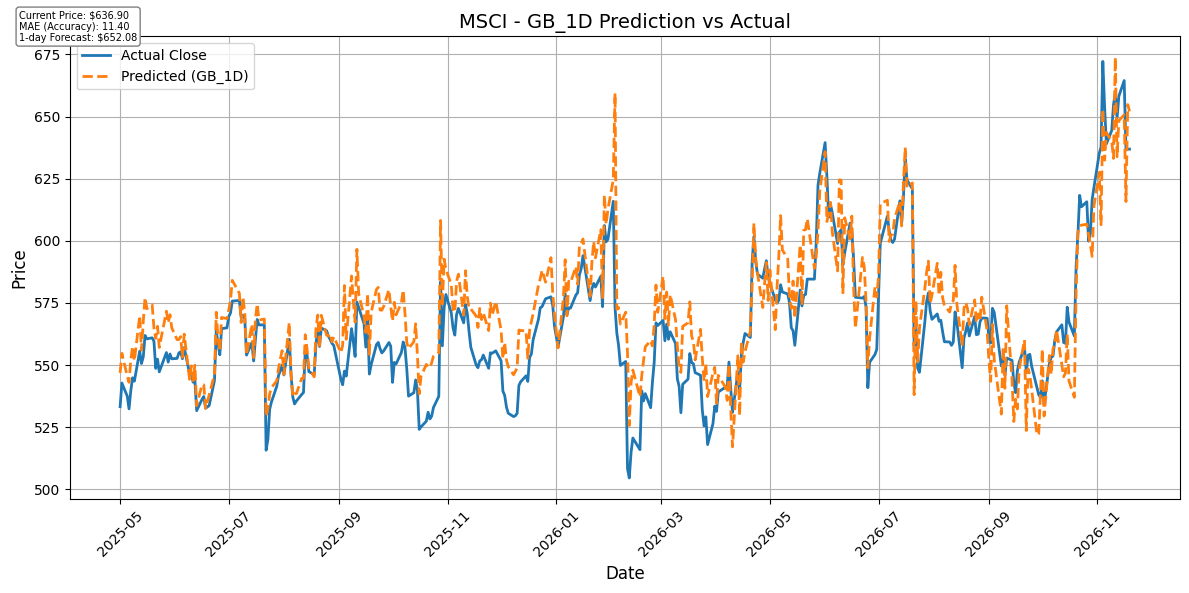 MSCI - GB_1D Prediction vs Actual
Current Price: $636.90
MAE (Accuracy): 11.40
1-day Forecast: $652.08
Actual Close
Predicted (GB_1D)
Price
675
650
625
600
575
550
525
500
2025-05
2025-07
2025-09
2025-11
2026-01
2026-03
2026-05
2026-07
2026-09
2026-11
Date